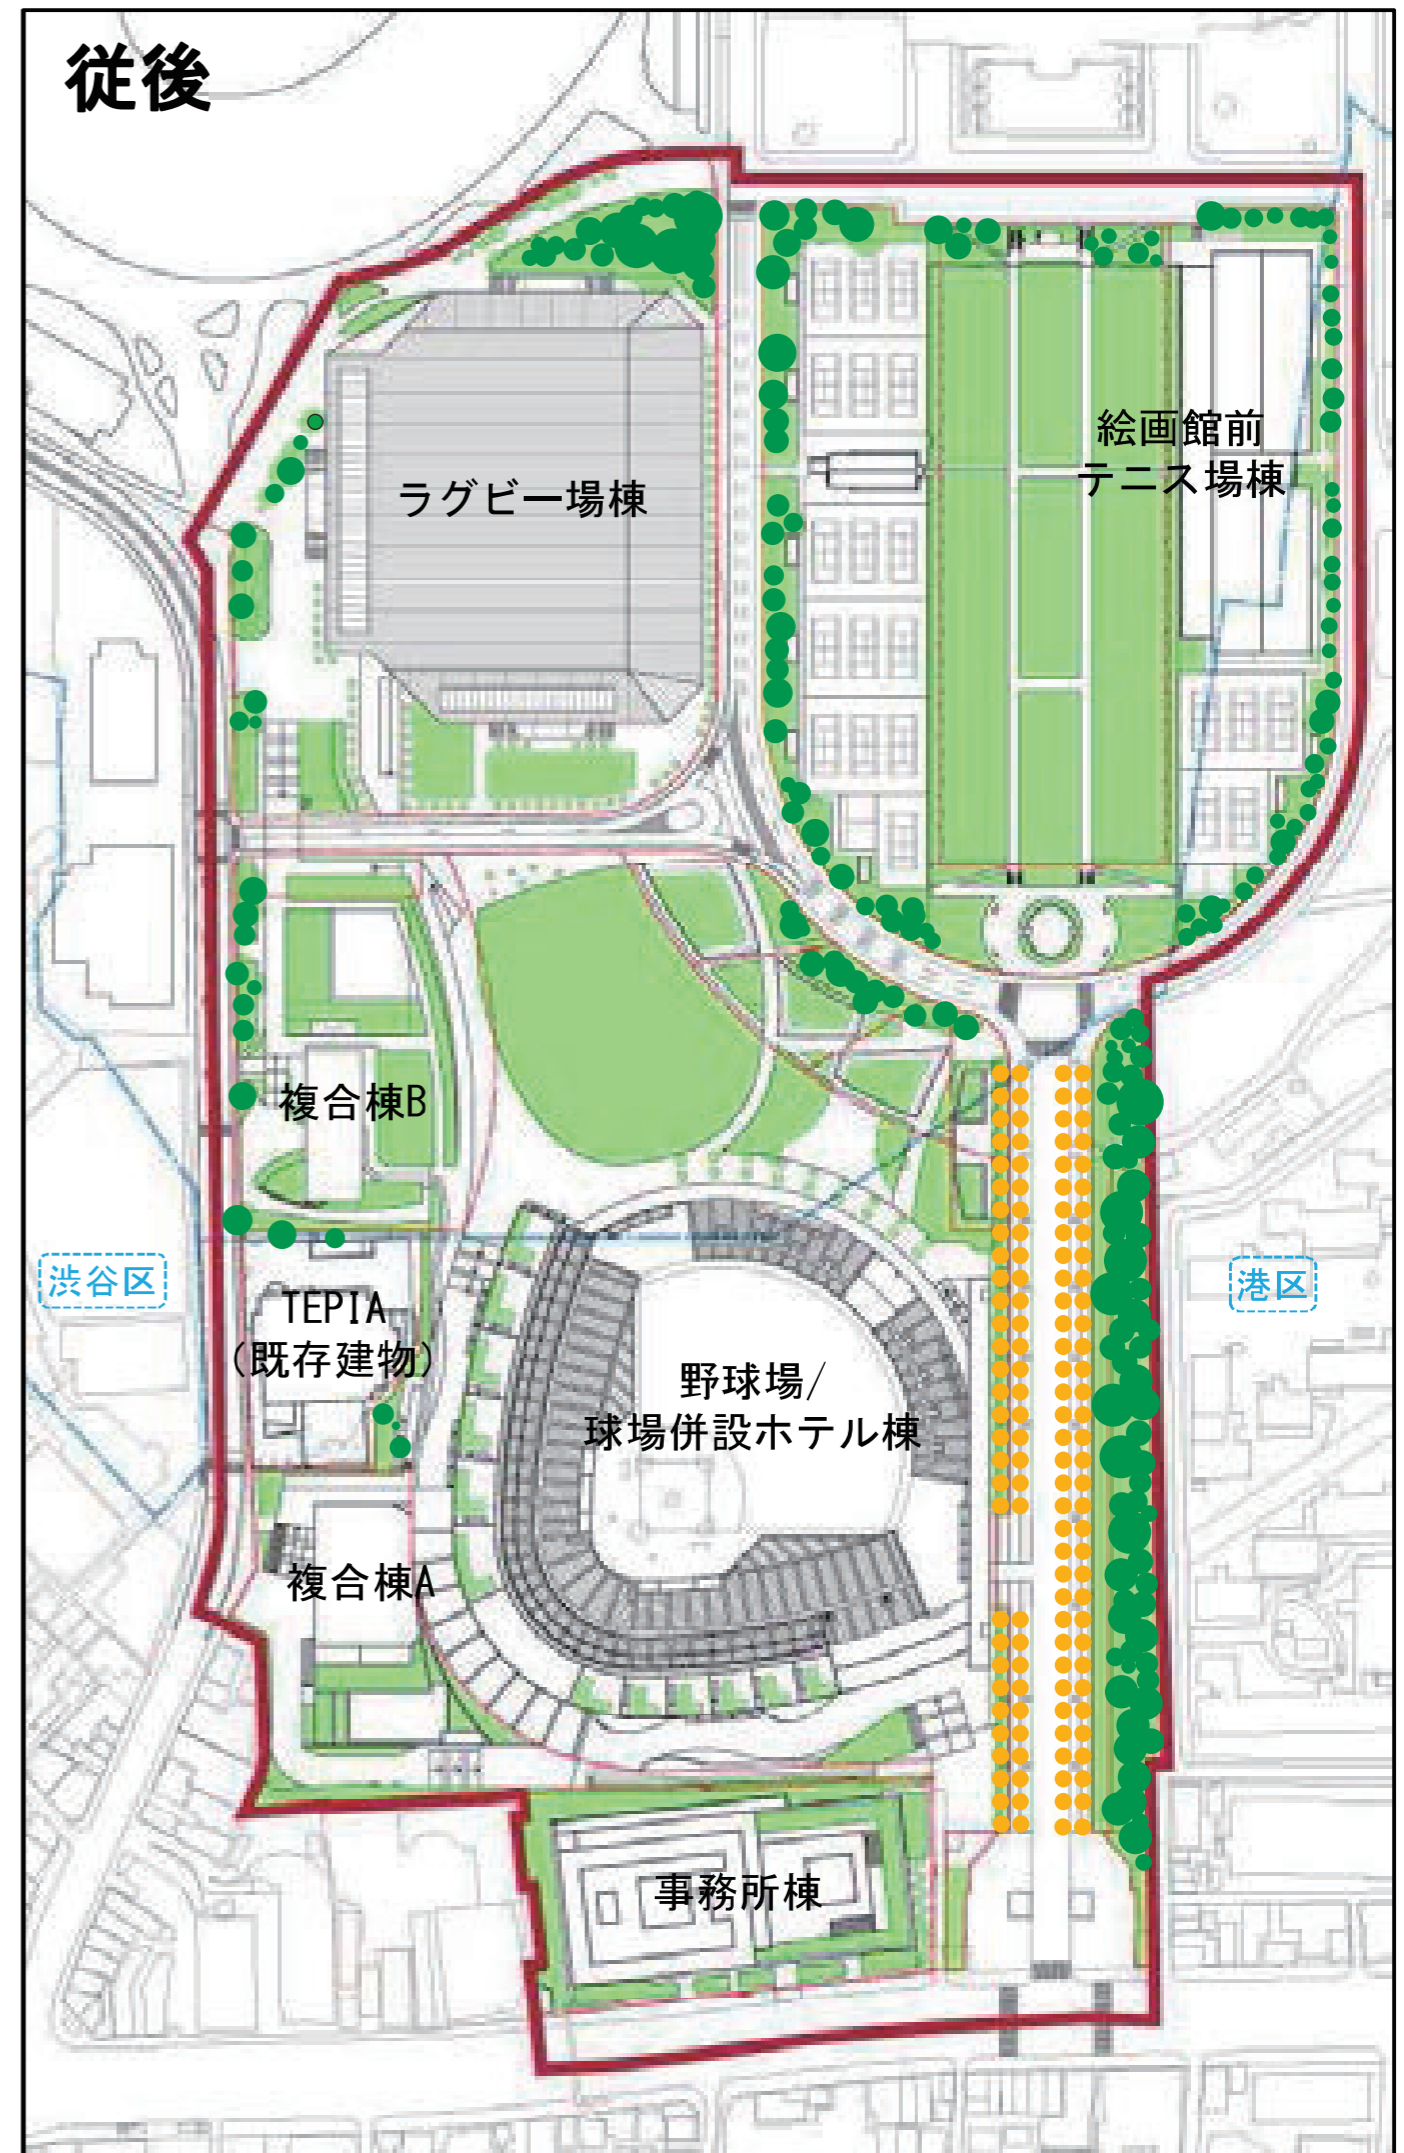 従後
絵画館前
テニス場棟
ラグビー場棟
複合棟B
渋谷区
港区
TEPIA
(既存建物)
野球場/
球場併設ホテル棟
複合棟A
事務所棟